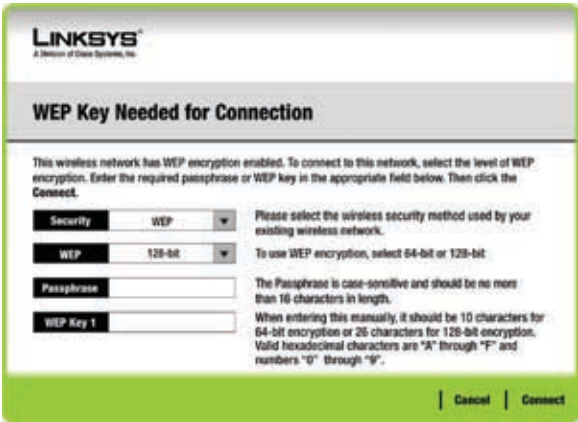 LINKSYS®
A Division of Cisco Systems, Inc.
WEP Key Needed for Connection
This wireless network has WEP encryption enabled. To connect to this network, select the level of WEP
encryption. Enter the required passphrase or WEP key in the appropriate field below. Then click the
Connect.
Security WEP
Please select the wireless security method used by your
existing wireless network.
WEP 128-bit
To use WEP encryption, select 64-bit or 128-bit
Passphrase
The Passphrase is case-sensitive and should be no more
than 16 characters in length.
WEP Key 1
When entering this manually, it should be 10 characters for
64-bit encryption or 26 characters for 128-bit encryption.
Valid hexadecimal characters are "A" through "F" and
numbers "0" through "9".
Cancel Connect